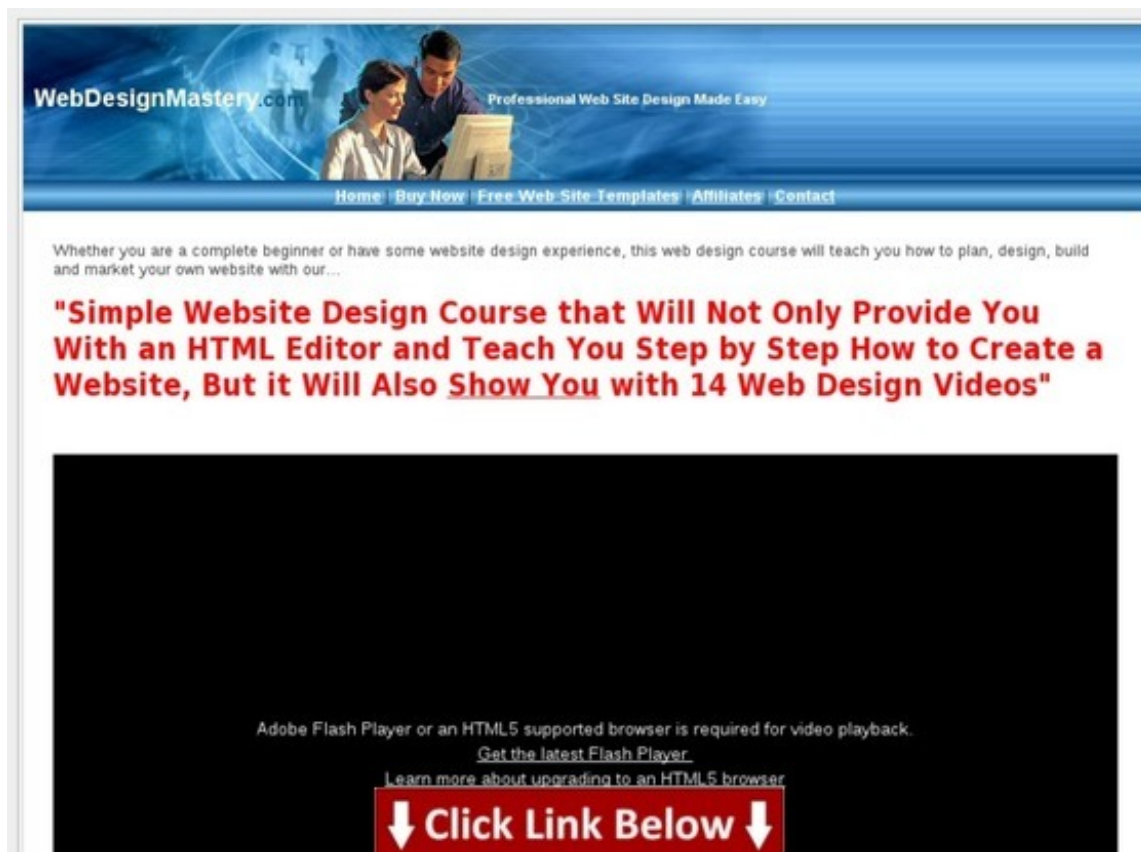 WebDesignMastery.com
Professional Web Site Design Made Easy
Home | Buy Now | Free Web Site Templates | Affiliates | Contact
Whether you are a complete beginner or have some website design experience, this web design course will teach you how to plan, design, build
and market your own website with our...
"Simple Website Design Course that Will Not Only Provide You
With an HTML Editor and Teach You Step by Step How to Create a
Website, But it Will Also Show You with 14 Web Design Videos"
Adobe Flash Player or an HTML5 supported browser is required for video playback.
Get the latest Flash Player
Learn more about upgrading to an HTML5 browser
Click Link Below